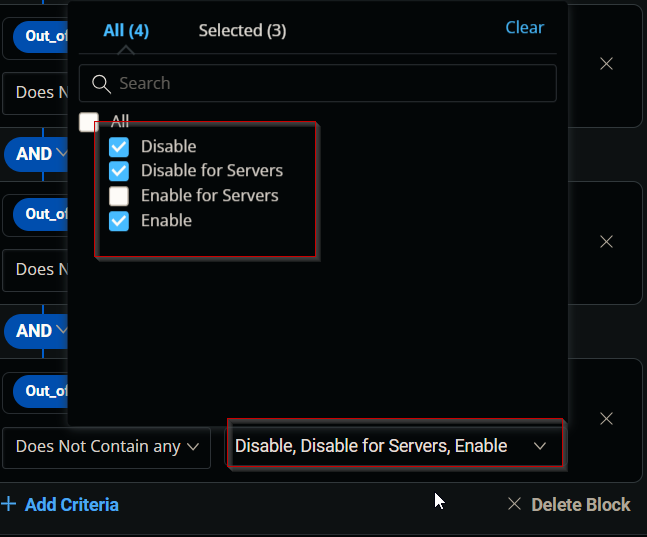 All (4) Selected (3) Clear
Out_of
Search
Does N
All
Disable
AND
Disable for Servers
Enable for Servers
Out_of
Enable
Does N
AND
Out_of
Does Not Contain any Disable, Disable for Servers, Enable
+ Add Criteria Delete Block